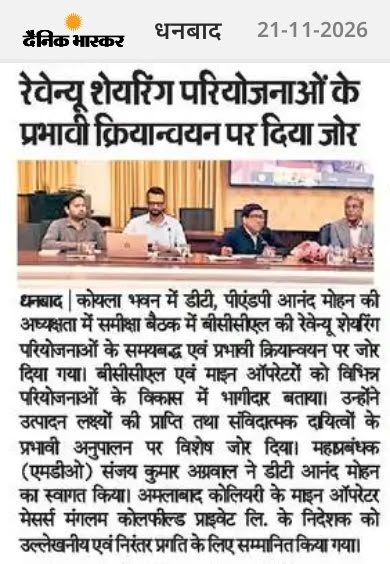 दैनिक भास्कर
धनबाद
21-11-2026
रेवेन्यू शेयरिंग परियोजनाओं के
प्रभावी क्रियान्वयन पर दिया जोर
धनबाद | कोयला भवन में डीटी, पीएंडपी आनंद मोहन की
अध्यक्षता में समीक्षा बैठक में बीसीसीएल की रेवेन्यू शेयरिंग
परियोजनाओं के समयबद्ध एवं प्रभावी क्रियान्वयन पर जोर
दिया गया। बीसीसीएल एवं माइन ऑपरेटरों को विभिन्न
परियोजनाओं के विकास में भागीदार बताया। उन्होंने
उत्पादन लक्ष्यों की प्राप्ति तथा संविदात्मक दायित्वों के
प्रभावी अनुपालन पर विशेष जोर दिया। महाप्रबंधक
(एमडीओ) संजय कुमार अग्रवाल ने डीटी आनंद मोहन
का स्वागत किया। अमलाबाद कोलियरी के माइन ऑपरेटर
मेसर्स मंगलम कोलफील्ड प्राइवेट लि. के निदेशक को
उल्लेखनीय एवं निरंतर प्रगति के लिए सम्मानित किया गया।